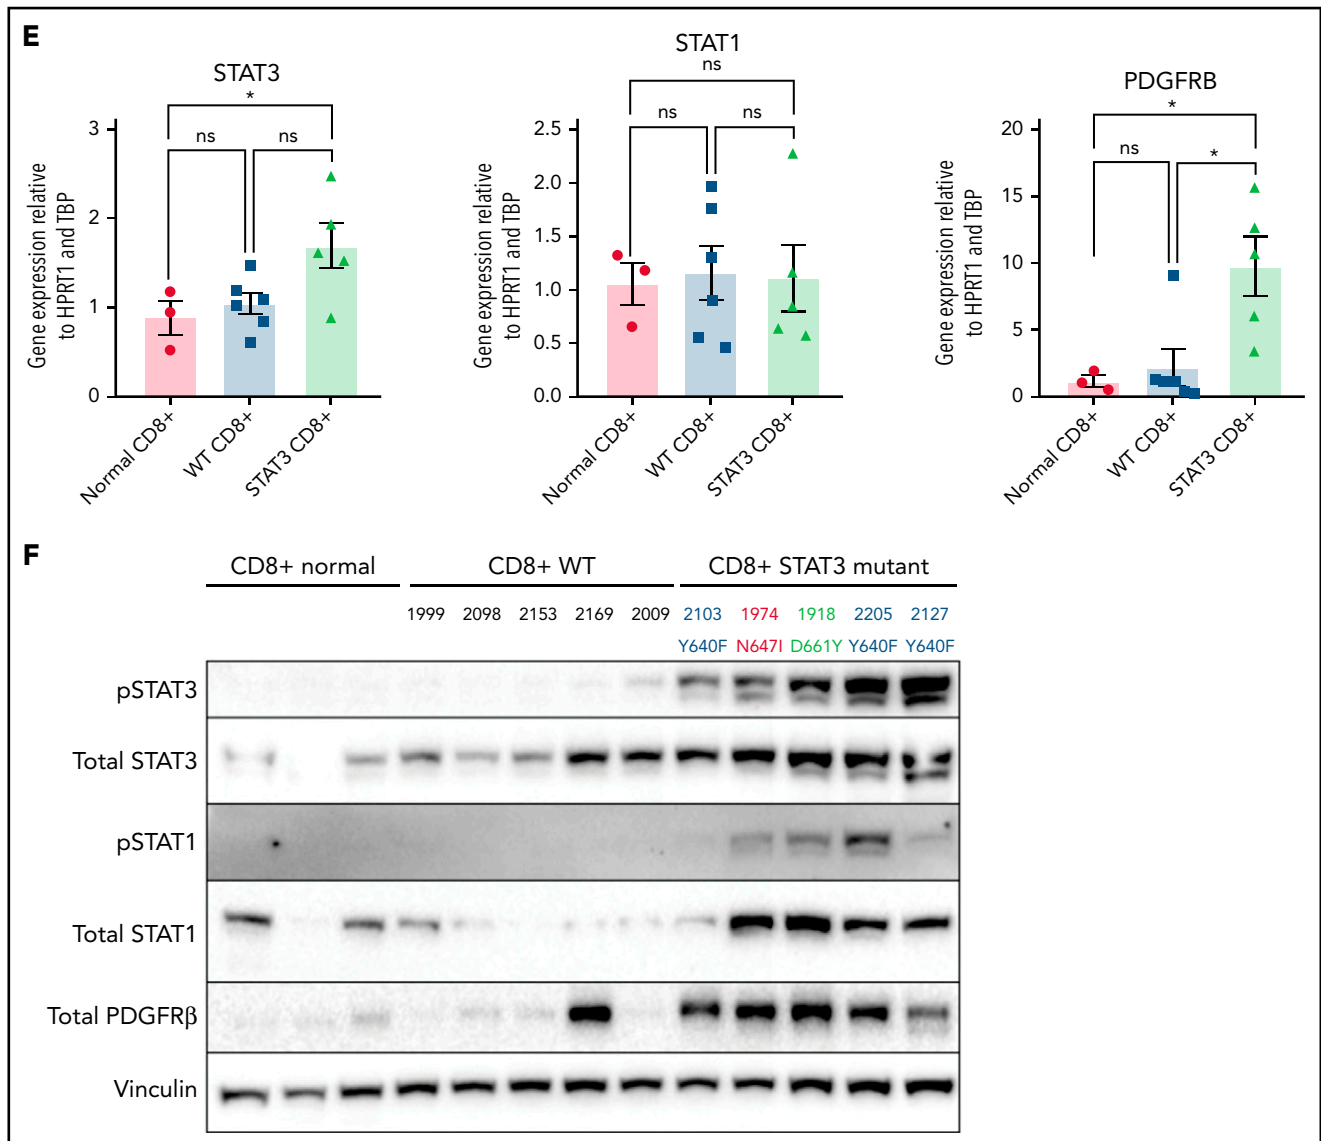 E
STAT3
*
ns
ns
3
2
1
0
Gene expression relative
to HPRT1 and TBP
Normal CD8+
WT CD8+
STAT3 CD8+
STAT1
ns
ns
ns
2.5
2.0
1.5
1.0
0.5
0.0
Gene expression relative
to HPRT1 and TBP
Normal CD8+
WT CD8+
STAT3 CD8+
PDGFRB
*
ns
*
20
15
10
5
0
Gene expression relative
to HPRT1 and TBP
Normal CD8+
WT CD8+
STAT3 CD8+
F
CD8+ normal CD8+ WT CD8+ STAT3 mutant
1999 2098 2153 2169 2009 2103 1974 1918 2205 2127
Y640F N647I D661Y Y640F Y640F
pSTAT3
Total STAT3
pSTAT1
Total STAT1
Total PDGFRβ
Vinculin